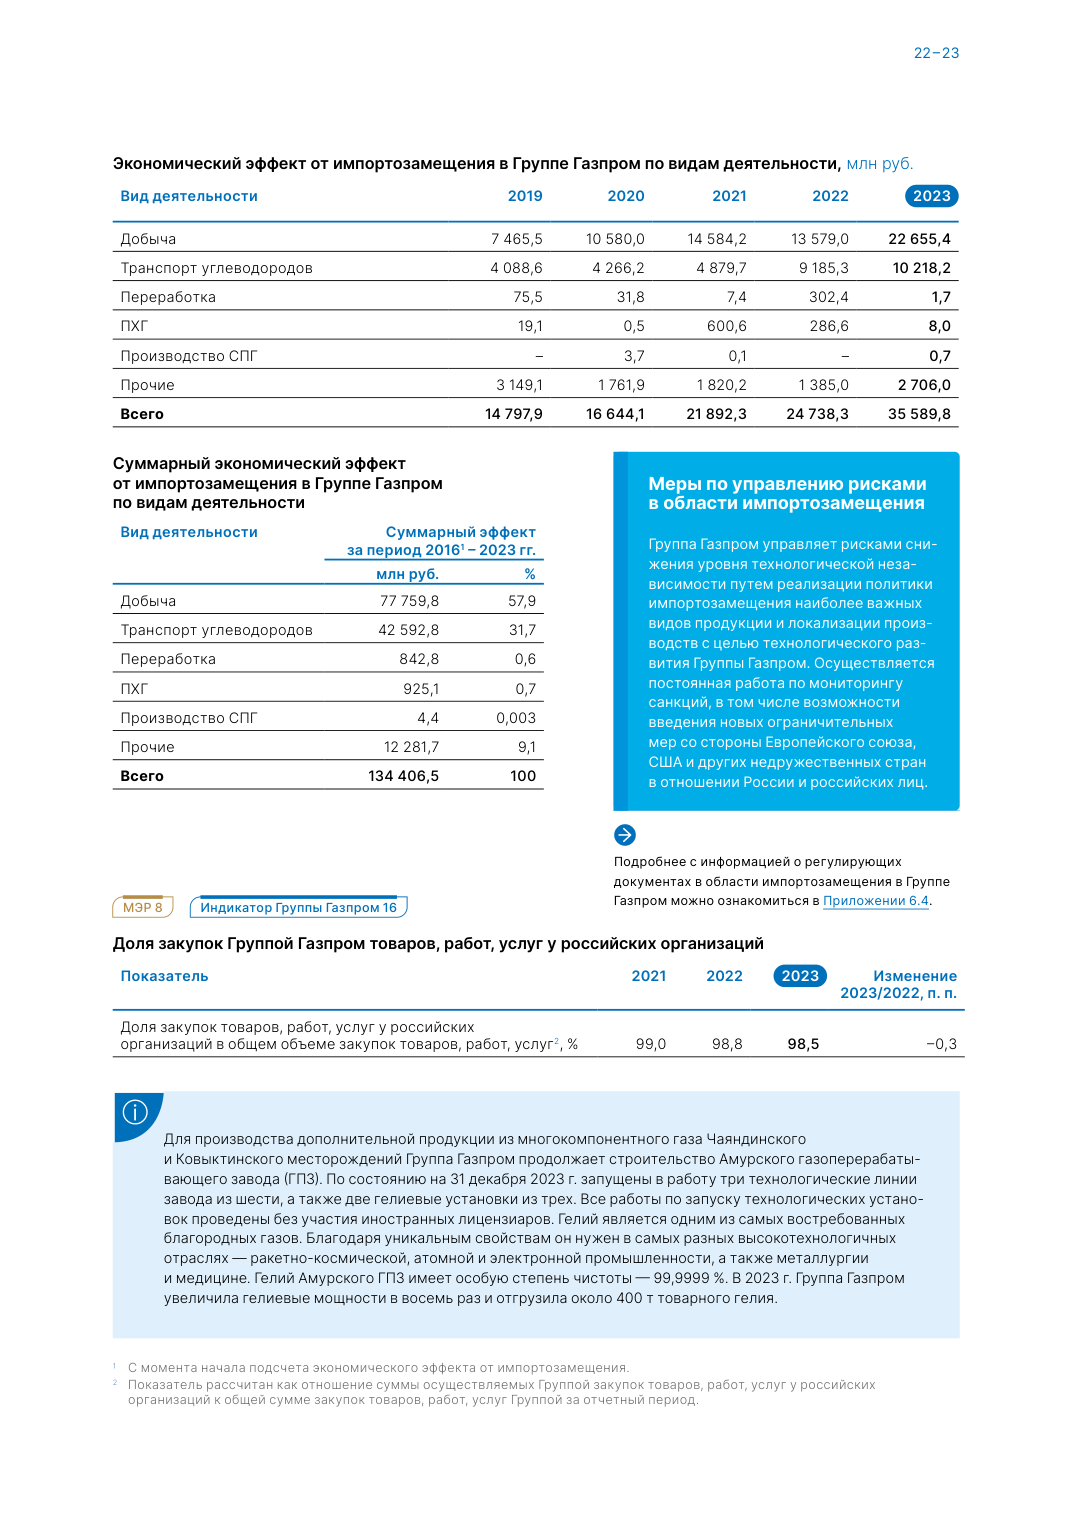 22–23
Экономический эффект от импортозамещения в Группе Газпром по видам деятельности, млн руб.
Вид деятельности 2019 2020 2021 2022 2023
Добыча 7 465,5 10 580,0 14 584,2 13 579,0 22 655,4
Транспорт углеводородов 4 088,6 4 266,2 4 879,7 9 185,3 10 218,2
Переработка 75,5 31,8 7,4 302,4 1,7
ПХГ 19,1 0,5 600,6 286,6 8,0
Производство СПГ – 3,7 0,1 – 0,7
Прочие 3 149,1 1 761,9 1 820,2 1 385,0 2 706,0
Всего 14 797,9 16 644,1 21 892,3 24 738,3 35 589,8
Суммарный экономический эффект
от импортозамещения в Группе Газпром
по видам деятельности
Вид деятельности Суммарный эффект
за период 2016¹ – 2023 гг.
млн руб. %
Добыча 77 759,8 57,9
Транспорт углеводородов 42 592,8 31,7
Переработка 842,8 0,6
ПХГ 925,1 0,7
Производство СПГ 4,4 0,003
Прочие 12 281,7 9,1
Всего 134 406,5 100
Меры по управлению рисками
в области импортозамещения
Группа Газпром управляет рисками сни-
жения уровня технологической неза-
висимости путем реализации политики
импортозамещения наиболее важных
видов продукции и локализации произ-
водств с целью технологического раз-
вития Группы Газпром. Осуществляется
постоянная работа по мониторингу
санкций, в том числе возможности
введения новых ограничительных
мер со стороны Европейского союза,
США и других недружественных стран
в отношении России и российских лиц.
Подробнее с информацией о регулирующих
документах в области импортозамещения в Группе
Газпром можно ознакомиться в Приложении 6.4.
МЭР 8 Индикатор Группы Газпром 16
Доля закупок Группой Газпром товаров, работ, услуг у российских организаций
Показатель 2021 2022 2023 Изменение
2023/2022, п. п.
Доля закупок товаров, работ, услуг у российских
организаций в общем объеме закупок товаров, работ, услуг², % 99,0 98,8 98,5 –0,3
Для производства дополнительной продукции из многокомпонентного газа Чаяндинского
и Ковыктинского месторождений Группа Газпром продолжает строительство Амурского газоперерабаты-
вающего завода (ГПЗ). По состоянию на 31 декабря 2023 г. запущены в работу три технологические линии
завода из шести, а также две гелиевые установки из трех. Все работы по запуску технологических устано-
вок проведены без участия иностранных лицензиаров. Гелий является одним из самых востребованных
благородных газов. Благодаря уникальным свойствам он нужен в самых разных высокотехнологичных
отраслях — ракетно-космической, атомной и электронной промышленности, а также металлургии
и медицине. Гелий Амурского ГПЗ имеет особую степень чистоты — 99,9999 %. В 2023 г. Группа Газпром
увеличила гелиевые мощности в восемь раз и отгрузила около 400 т товарного гелия.
¹ С момента начала подсчета экономического эффекта от импортозамещения.
² Показатель рассчитан как отношение суммы осуществляемых Группой закупок товаров, работ, услуг у российских
организаций к общей сумме закупок товаров, работ, услуг Группой за отчетный период.